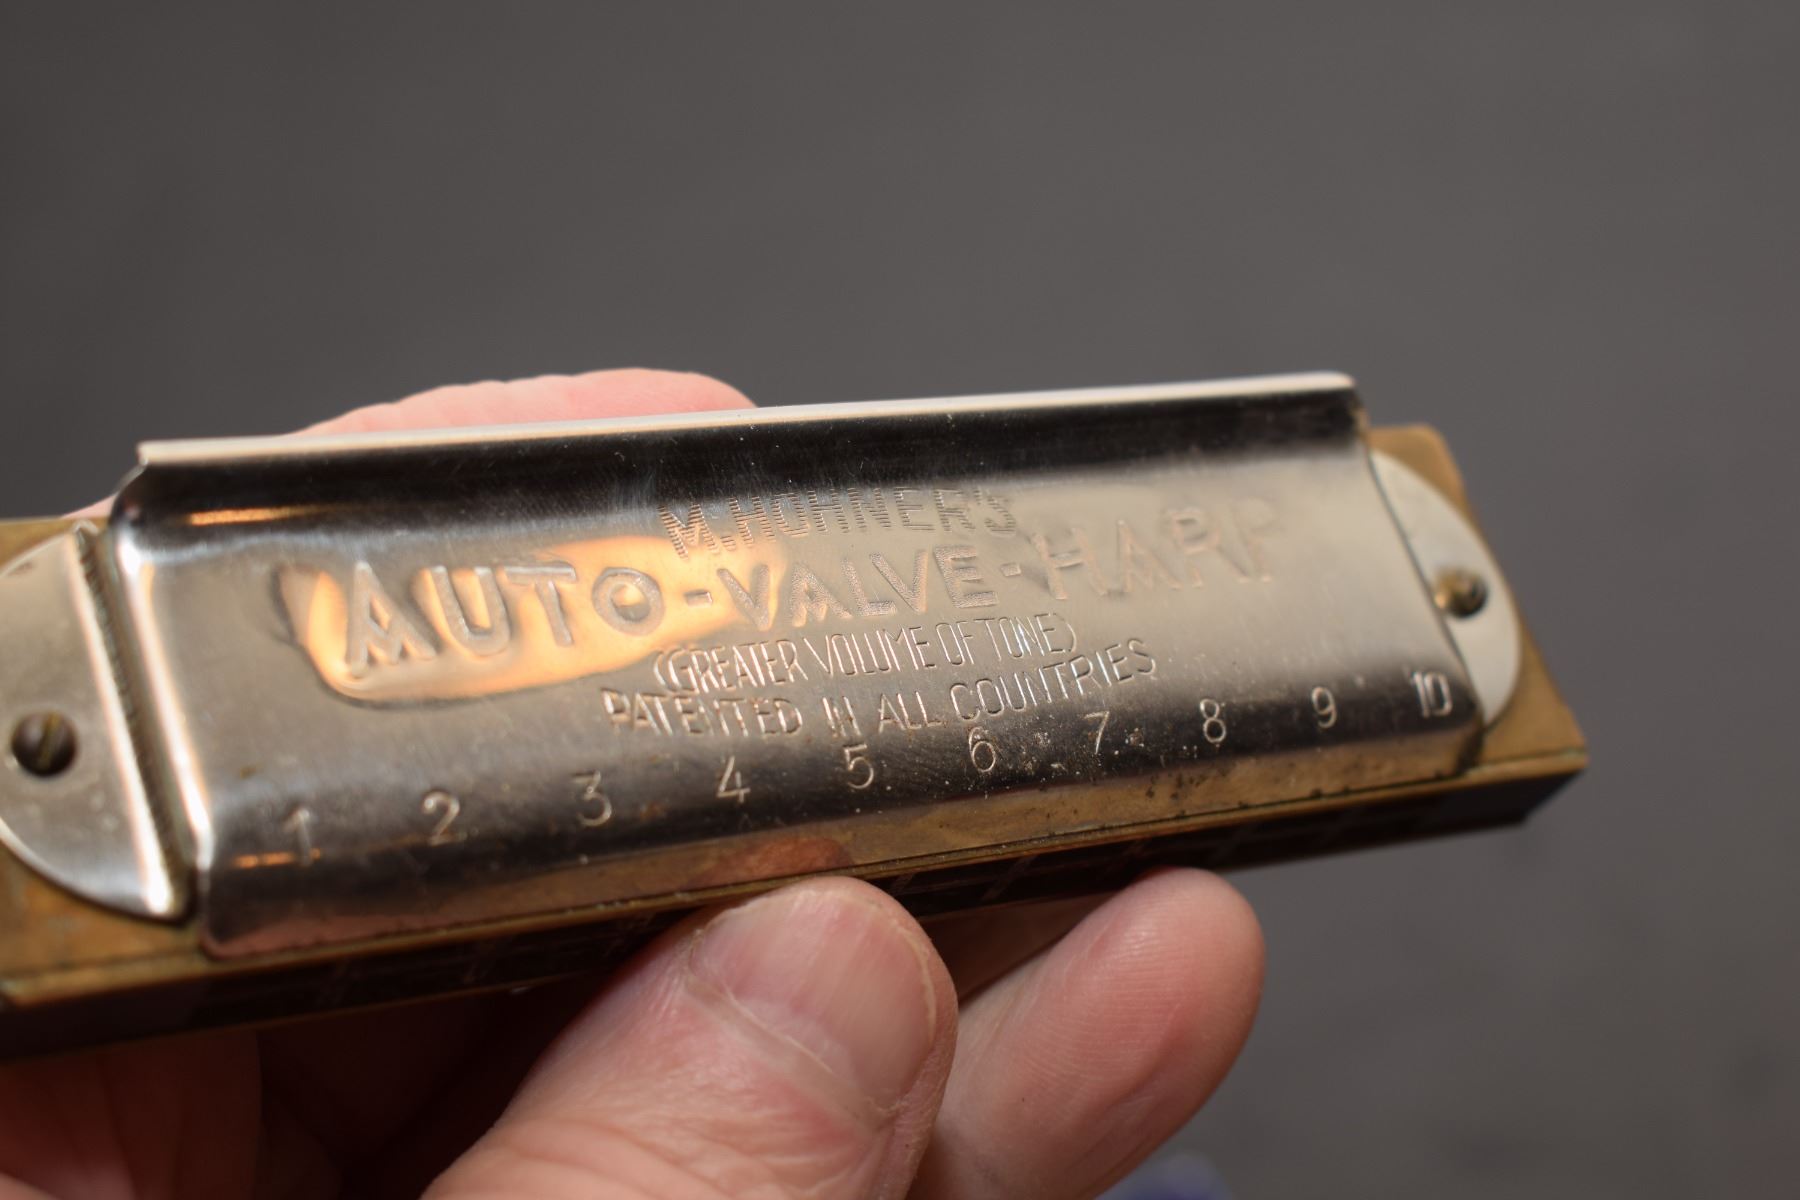 M. HOHNER'S
AUTO-VALVE-HARP
(GREATER VOLUME OF TONE)
PATENTED IN ALL COUNTRIES
1 2 3 4 5 6 7 8 9 10